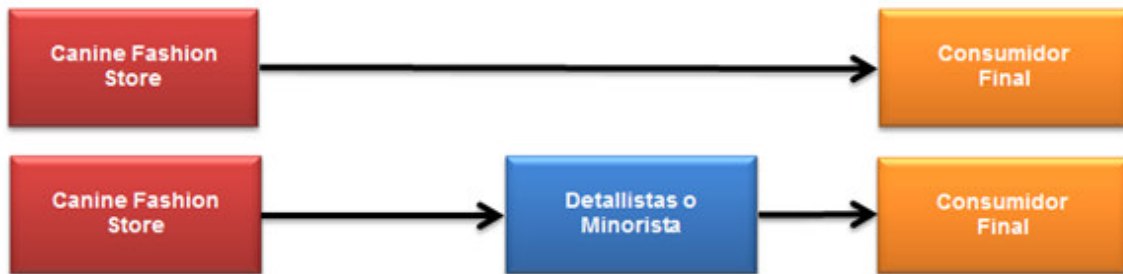 Canine Fashion
Store
Consumidor
Final
Canine Fashion
Store
Detallistas o
Minorista
Consumidor
Final